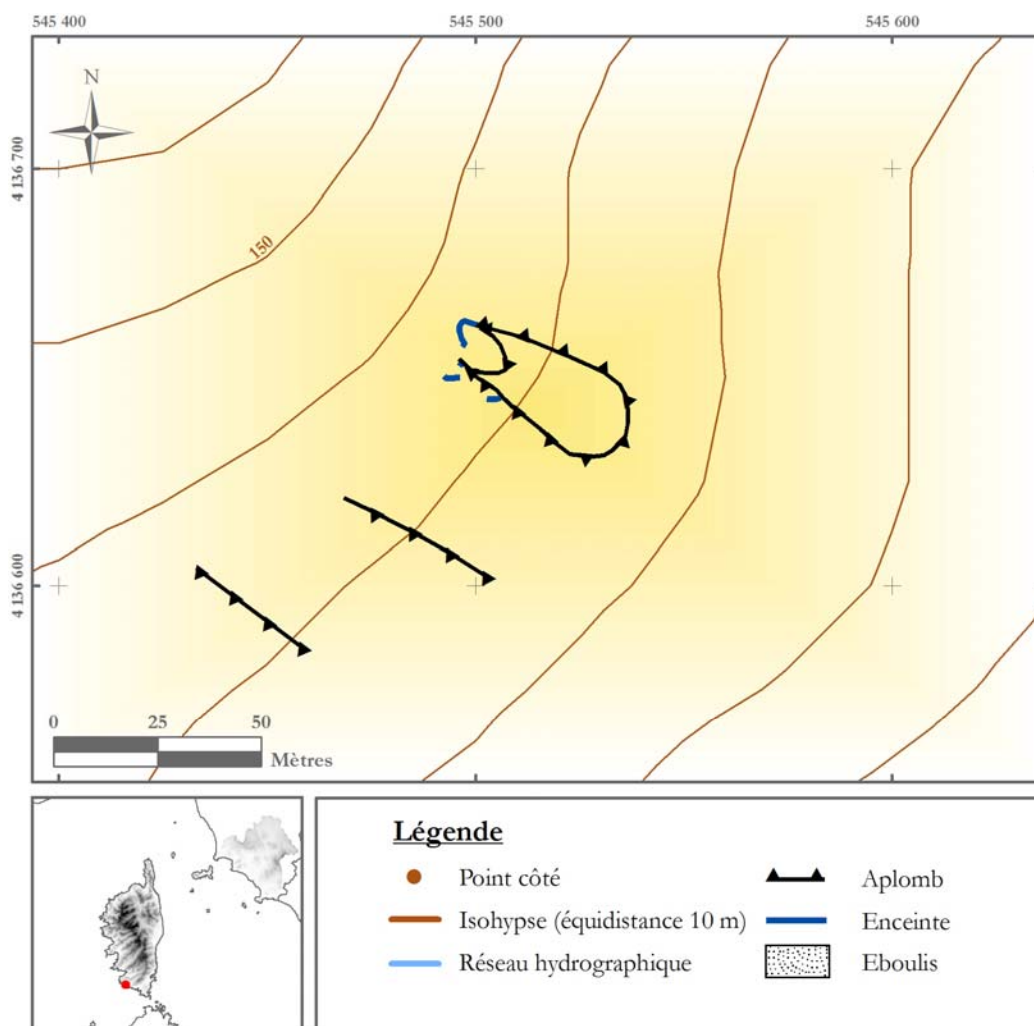 545 400 545 500 545 600
N
4 136 700
150
4 136 600
0 25 50
Mètres
Légende
Point côté
Isohypse (équidistance 10 m)
Réseau hydrographique
Aplomb
Enceinte
Eboulis